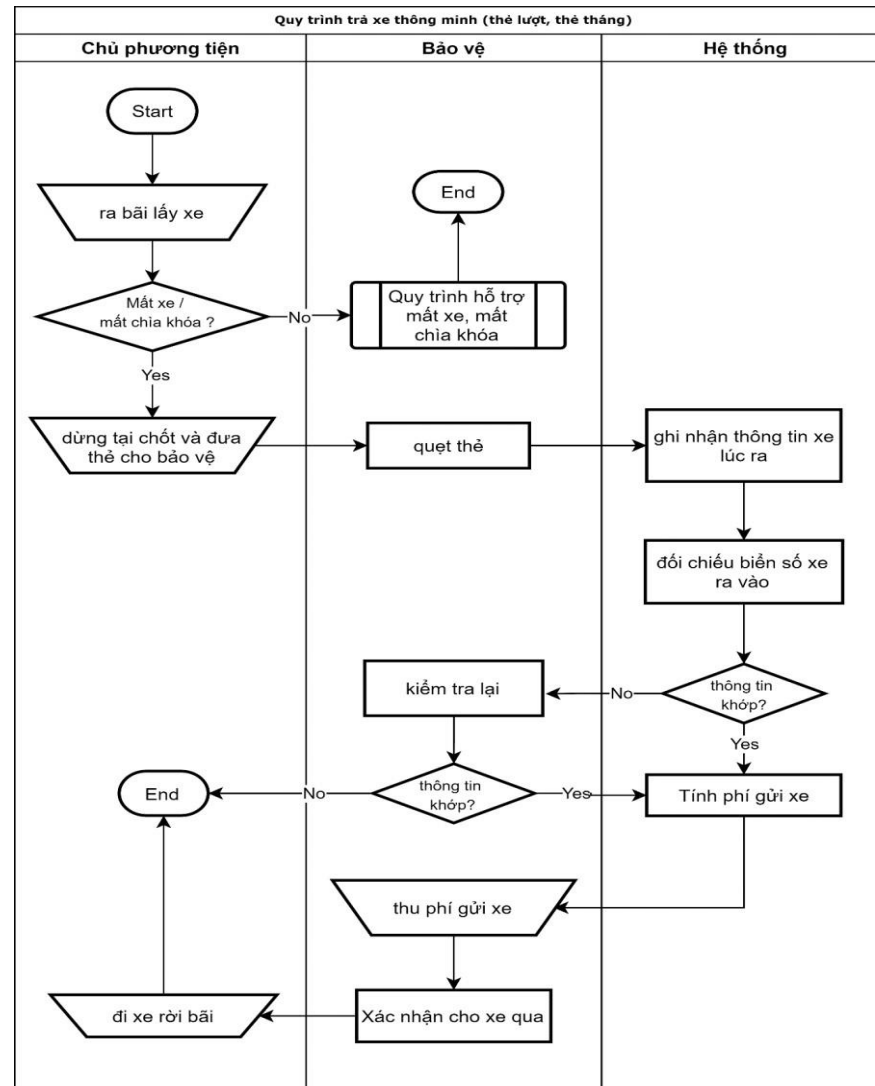 Quy trình trả xe thông minh (thẻ lượt, thẻ tháng)
Chủ phương tiện
Bảo vệ
Hệ thống
Start
ra bãi lấy xe
End
Mất xe /
mất chìa khóa ?
No
Quy trình hỗ trợ
mất xe, mất
chìa khóa
Yes
dừng tại chốt và đưa
thẻ cho bảo vệ
quẹt thẻ
ghi nhận thông tin xe
lúc ra
đối chiếu biển số xe
ra vào
kiểm tra lại
No
thông tin
khớp?
Yes
End
No
thông tin
khớp?
Yes
Tính phí gửi xe
thu phí gửi xe
đi xe rời bãi
Xác nhận cho xe qua